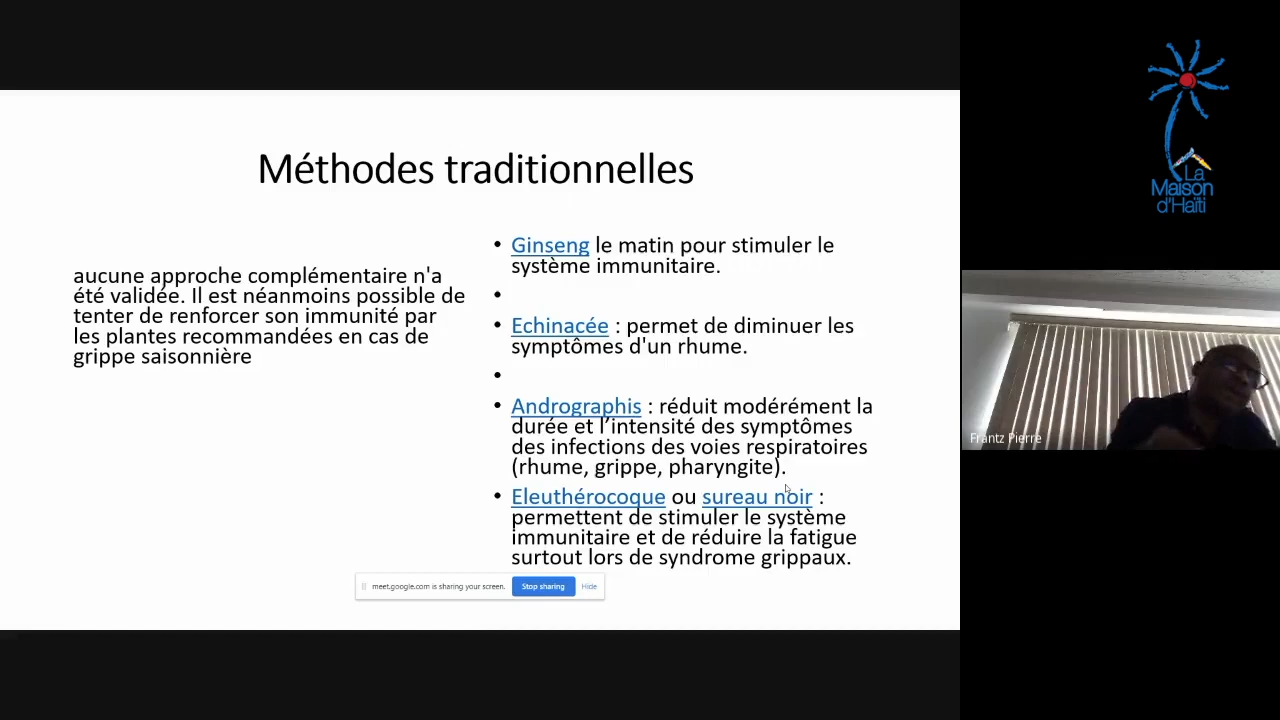 Méthodes traditionnelles
aucune approche complémentaire n'a
été validée. Il est néanmoins possible de
tenter de renforcer son immunité par
les plantes recommandées en cas de
grippe saisonnière
• Ginseng le matin pour stimuler le
système immunitaire.
•
• Echinacée : permet de diminuer les
symptômes d'un rhume.
•
• Andrographis : réduit modérément la
durée et l’intensité des symptômes
des infections des voies respiratoires
(rhume, grippe, pharyngite).
• Eleuthérocoque ou sureau noir :
permettent de stimuler le système
immunitaire et de réduire la fatigue
surtout lors de syndrome grippaux.
meet.google.com is sharing your screen. Stop sharing Hide
La
Maison
d'Haïti
Frantz Pierre